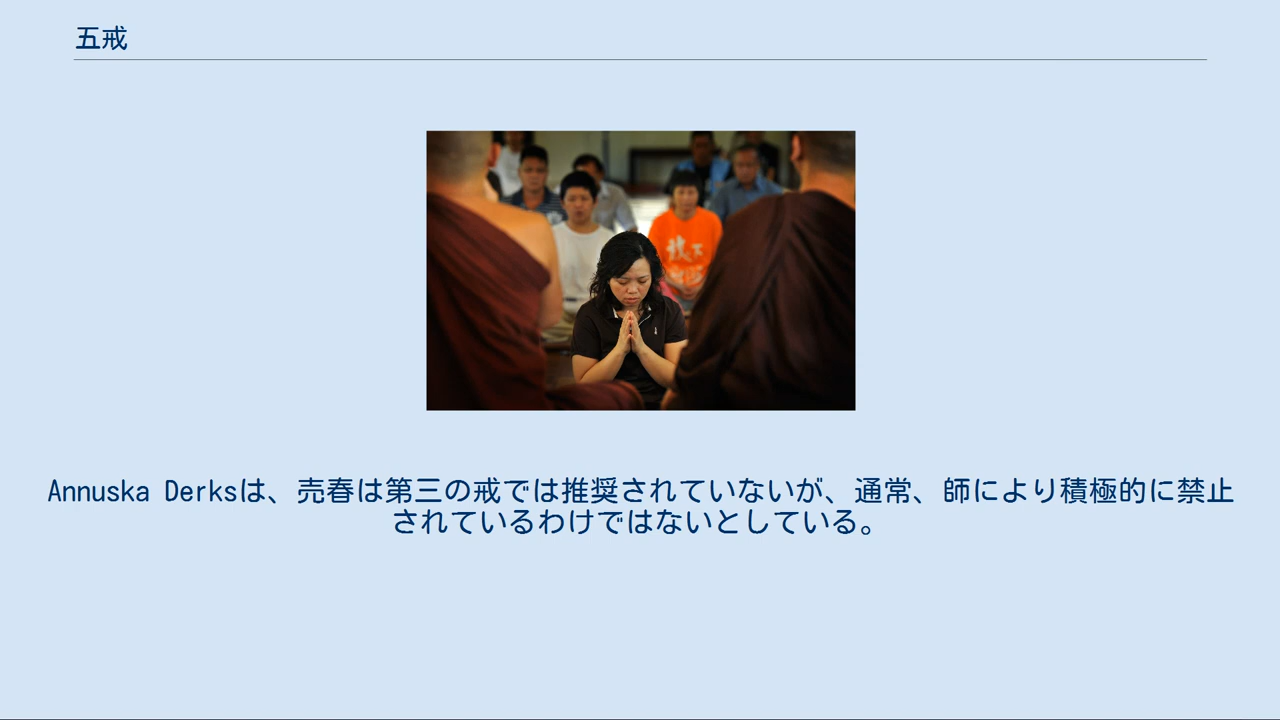 五戒
Annuska Derksは、売春は第三の戒では推奨されていないが、通常、師により積極的に禁止
されているわけではないとしている。